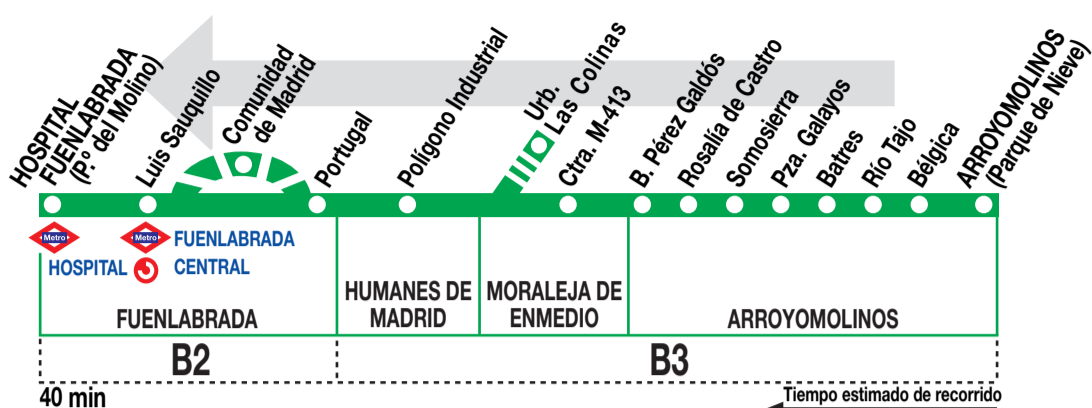 HOSPITAL
FUENLABRADA
(P.º del Molino)
Luis Sauquillo
Comunidad
de Madrid
Portugal
Polígono Industrial
Urb.
Las Colinas
Ctra. M-413
B. Pérez Galdós
Rosalía de Castro
Somosierra
Pza. Galayos
Batres
Río Tajo
Bélgica
ARROYOMOLINOS
(Parque de Nieve)
Metro
HOSPITAL
Metro
FUENLABRADA
CENTRAL
FUENLABRADA
HUMANES DE
MADRID
MORALEJA DE
ENMEDIO
ARROYOMOLINOS
B2
B3
40 min
Tiempo estimado de recorrido